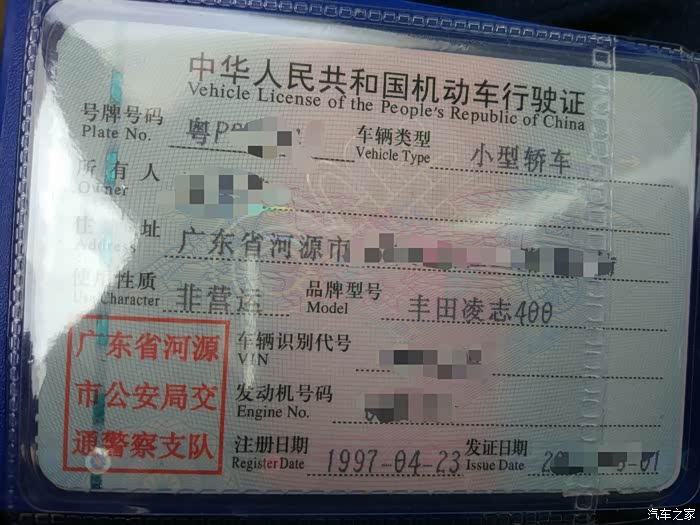 中华人民共和国机动车行驶证
Vehicle License of the People's Republic of China
号牌号码 粤P 车辆类型 小型轿车
Plate No. Vehicle Type
所有人
Owner
住址 广东省河源市
Address
使用性质 非营运 品牌型号 丰田凌志400
Use Character Model
广东省河源
市公安局交
通警察支队
车辆识别代号
VIN
发动机号码
Engine No.
注册日期 1997-04-23 发证日期 -01
Register Date Issue Date
汽车之家